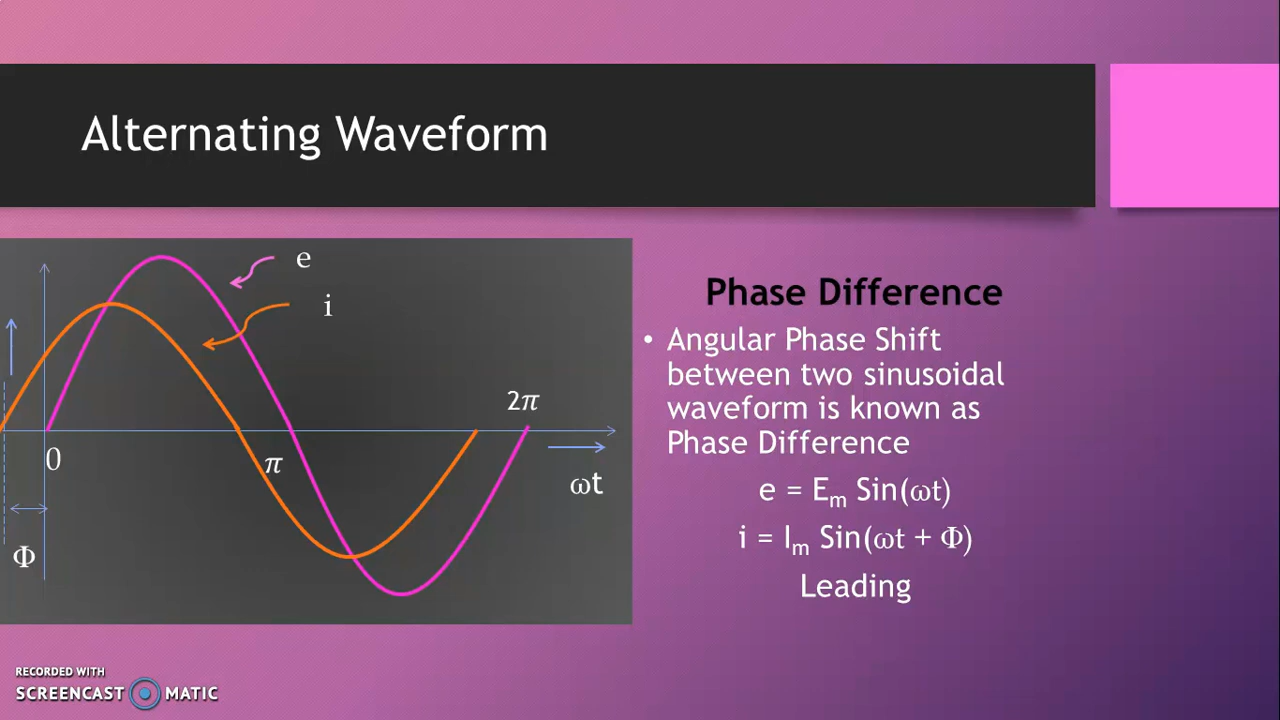 Alternating Waveform
e
i
2π
0
π
ωt
Φ
Phase Difference
• Angular Phase Shift
between two sinusoidal
waveform is known as
Phase Difference
e = Eₘ Sin(ωt)
i = Iₘ Sin(ωt + Φ)
Leading
RECORDED WITH
SCREENCAST MATIC